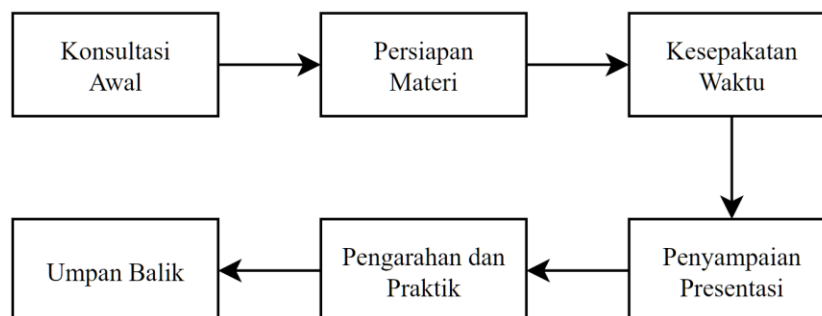 Konsultasi
Awal
Persiapan
Materi
Kesepakatan
Waktu
Penyampaian
Presentasi
Pengarahan dan
Praktik
Umpan Balik